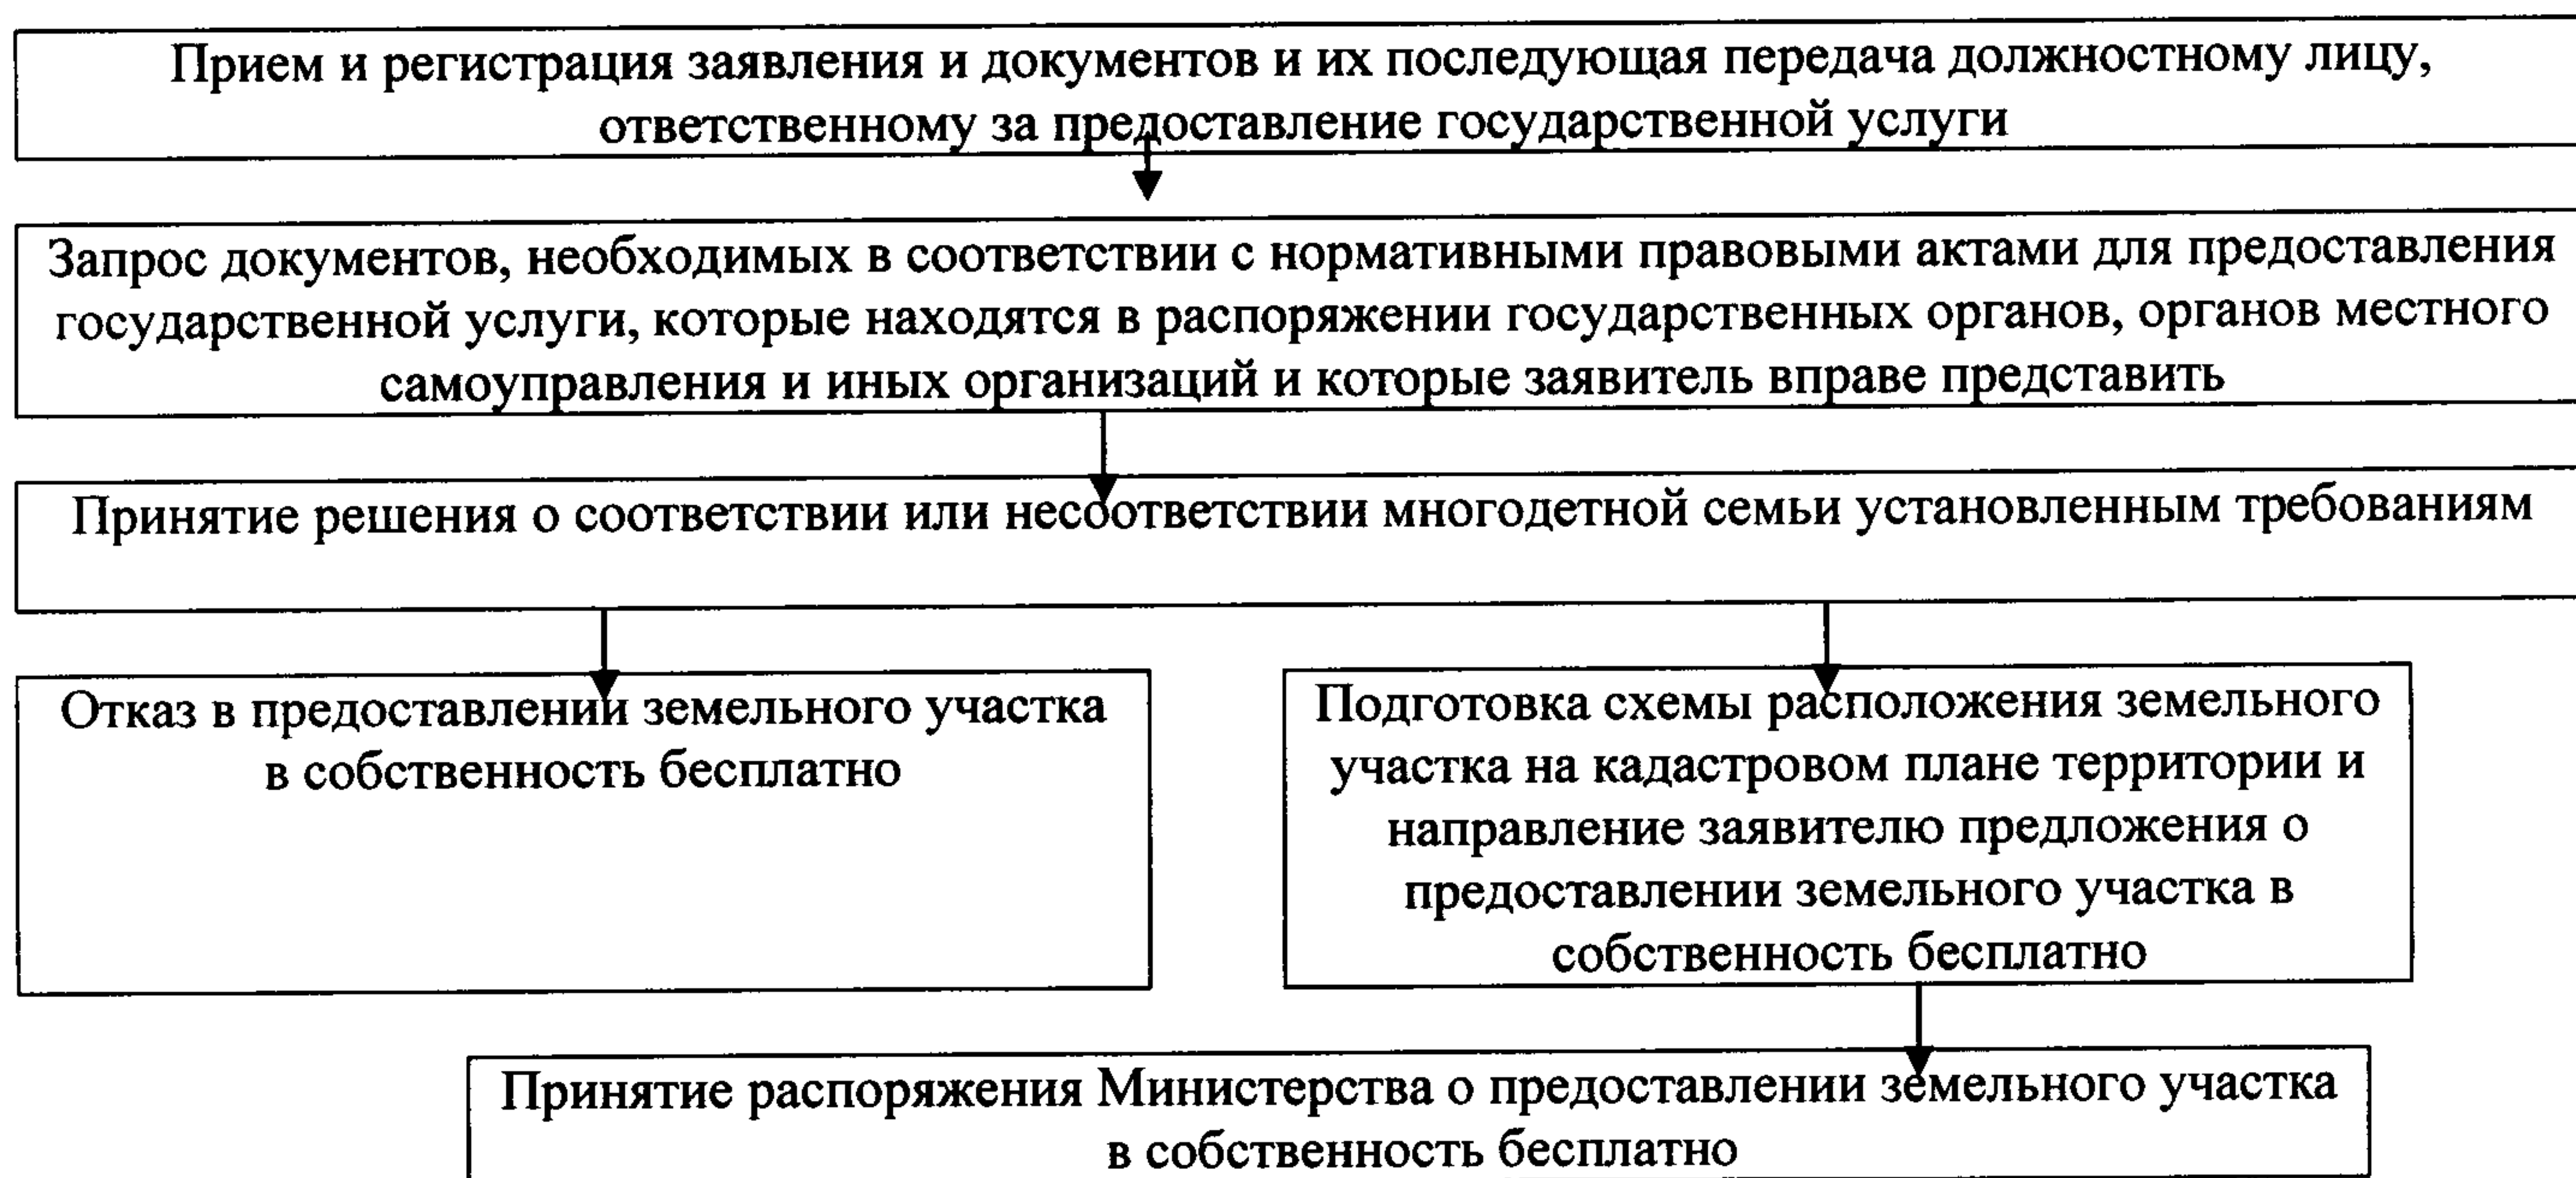 Прием и регистрация заявления и документов и их последующая передача должностному лицу,
ответственному за предоставление государственной услуги
Запрос документов, необходимых в соответствии с нормативными правовыми актами для предоставления
государственной услуги, которые находятся в распоряжении государственных органов, органов местного
самоуправления и иных организаций и которые заявитель вправе представить
Принятие решения о соответствии или несоответствии многодетной семьи установленным требованиям
Отказ в предоставлении земельного участка
в собственность бесплатно
Подготовка схемы расположения земельного
участка на кадастровом плане территории и
направление заявителю предложения о
предоставлении земельного участка в
собственность бесплатно
Принятие распоряжения Министерства о предоставлении земельного участка
в собственность бесплатно